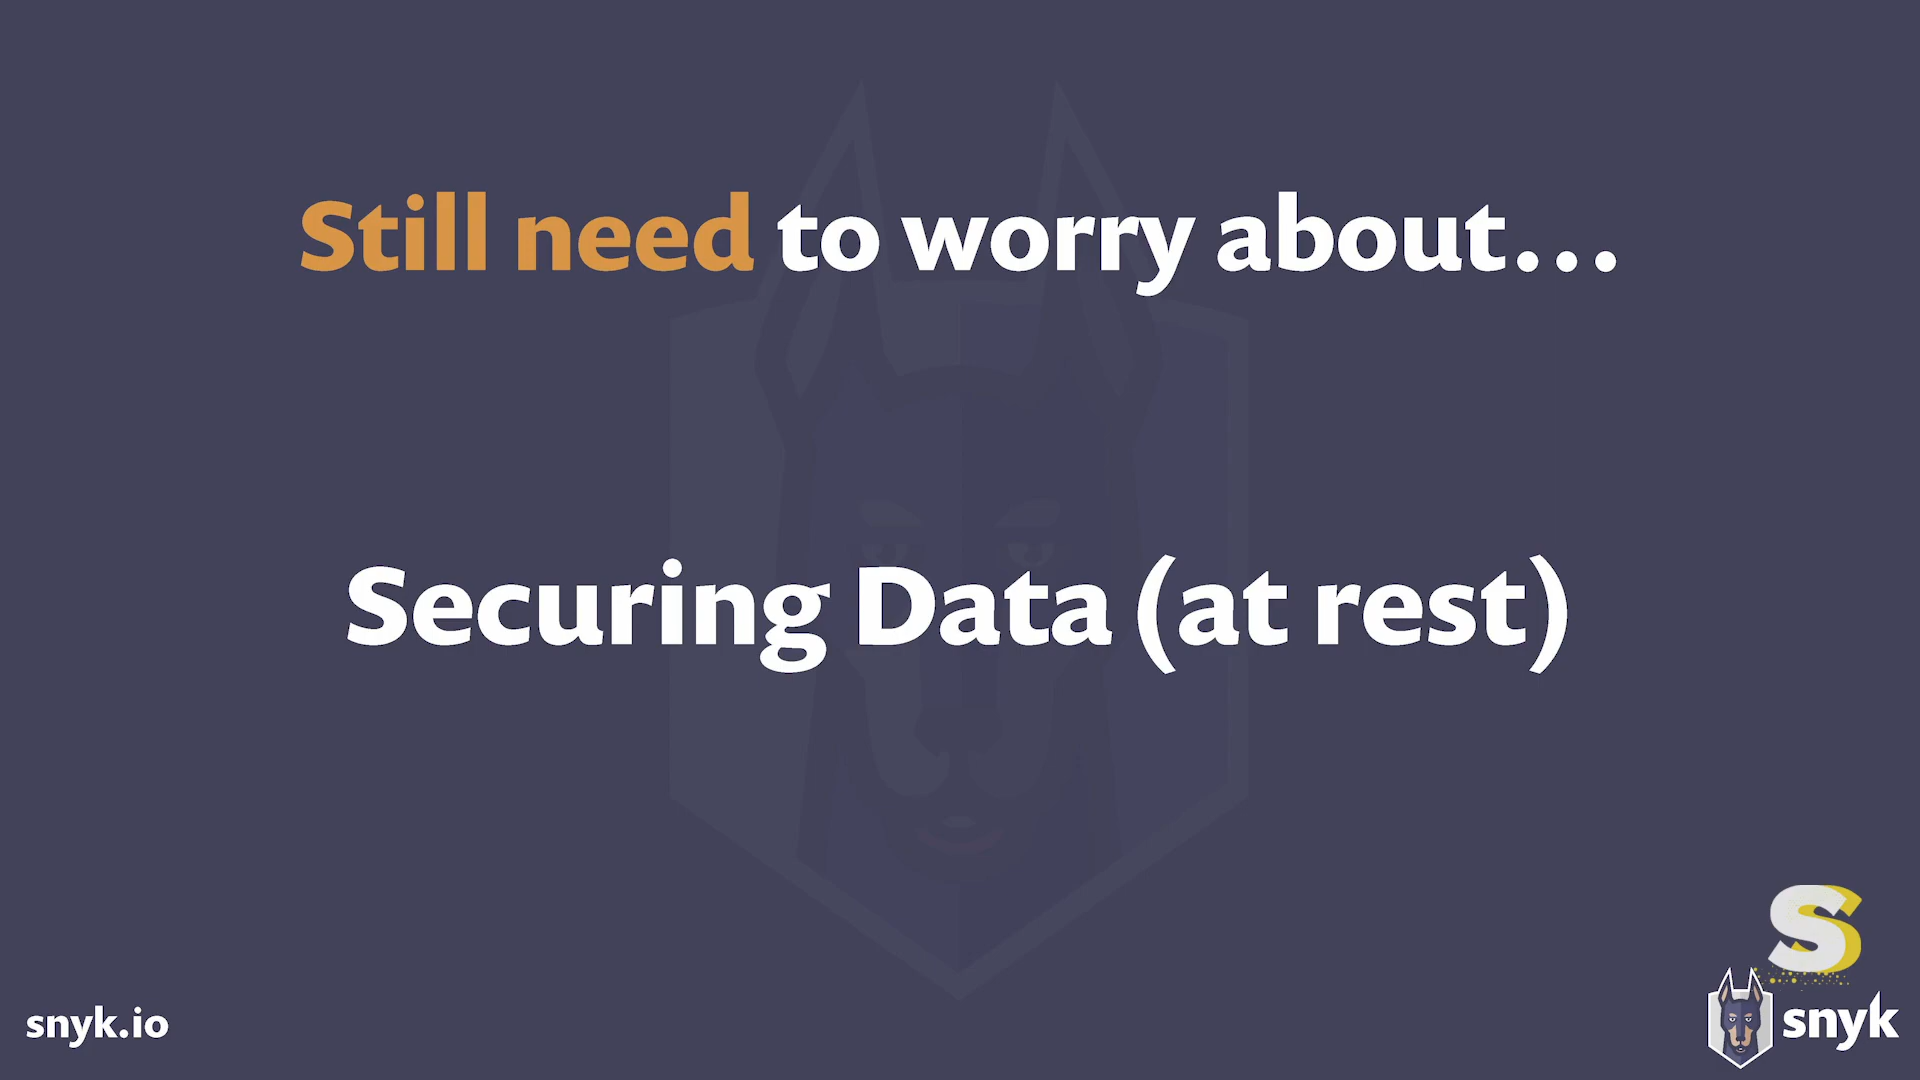 Still need to worry about...
Securing Data (at rest)
S
snyk.io
snyk